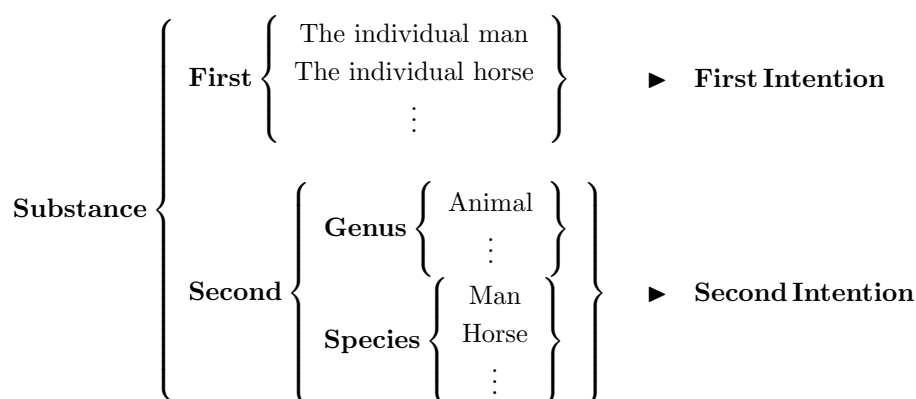 The individual man
First The individual horse First Intention
⋮
Substance
Genus Animal
⋮
Second Second Intention
Man
Species Horse
⋮